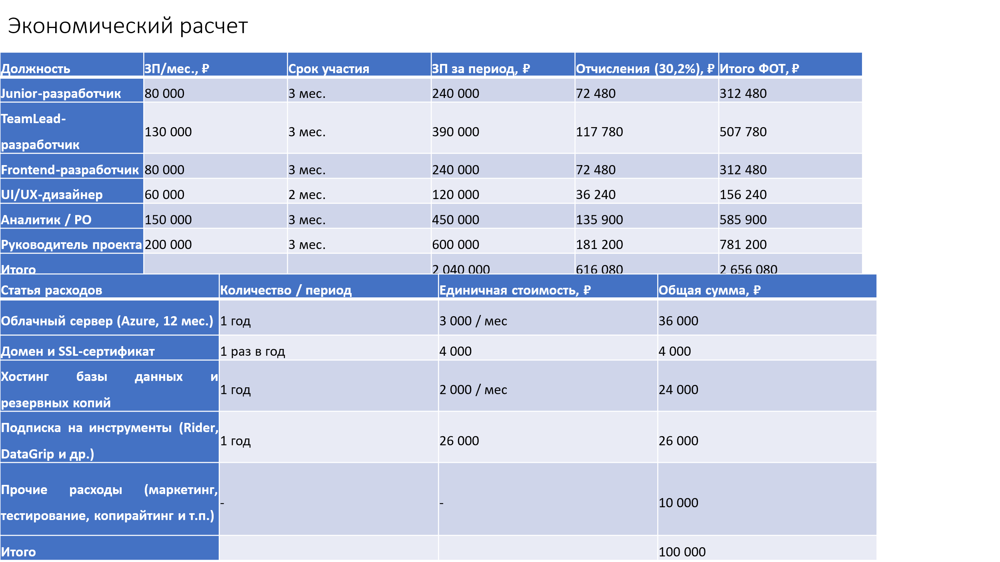 Экономический расчет
Должность ЗП/мес., ₽ Срок участия ЗП за период, ₽ Отчисления (30,2%), ₽ Итого ФОТ, ₽
Junior-разработчик 80 000 3 мес. 240 000 72 480 312 480
TeamLead-
разработчик 130 000 3 мес. 390 000 117 780 507 780
Frontend-разработчик 80 000 3 мес. 240 000 72 480 312 480
UI/UX-дизайнер 60 000 2 мес. 120 000 36 240 156 240
Аналитик / PO 150 000 3 мес. 450 000 135 900 585 900
Руководитель проекта 200 000 3 мес. 600 000 181 200 781 200
Итого 2 040 000 616 080 2 656 080
Статья расходов Количество / период Единичная стоимость, ₽ Общая сумма, ₽
Облачный сервер (Azure, 12 мес.) 1 год 3 000 / мес 36 000
Домен и SSL-сертификат 1 раз в год 4 000 4 000
Хостинг базы данных и
резервных копий 1 год 2 000 / мес 24 000
Подписка на инструменты (Rider,
DataGrip и др.) 1 год 26 000 26 000
Прочие расходы (маркетинг,
тестирование, копирайтинг и т.п.) - - 10 000
Итого 100 000